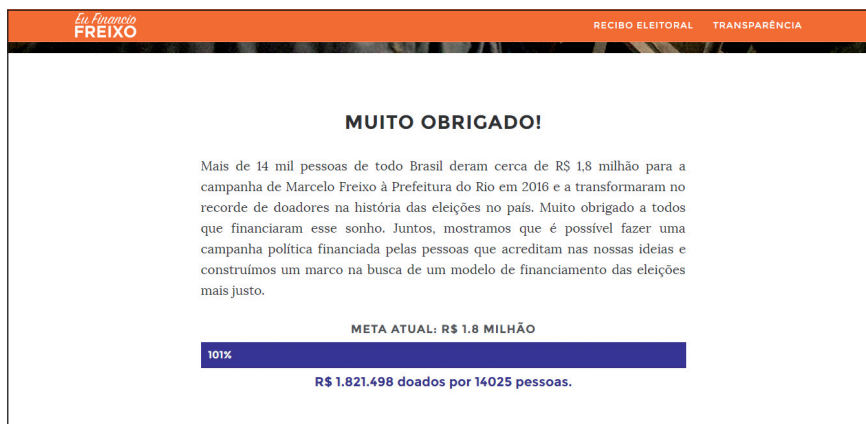 Eu Financio
FREIXO
RECIBO ELEITORAL TRANSPARÊNCIA
MUITO OBRIGADO!
Mais de 14 mil pessoas de todo Brasil deram cerca de R$ 1,8 milhão para a
campanha de Marcelo Freixo à Prefeitura do Rio em 2016 e a transformaram no
recorde de doadores na história das eleições no país. Muito obrigado a todos
que financiaram esse sonho. Juntos, mostramos que é possível fazer uma
campanha política financiada pelas pessoas que acreditam nas nossas ideias e
construímos um marco na busca de um modelo de financiamento das eleições
mais justo.
META ATUAL: R$ 1.8 MILHÃO
101%
R$ 1.821.498 doados por 14025 pessoas.